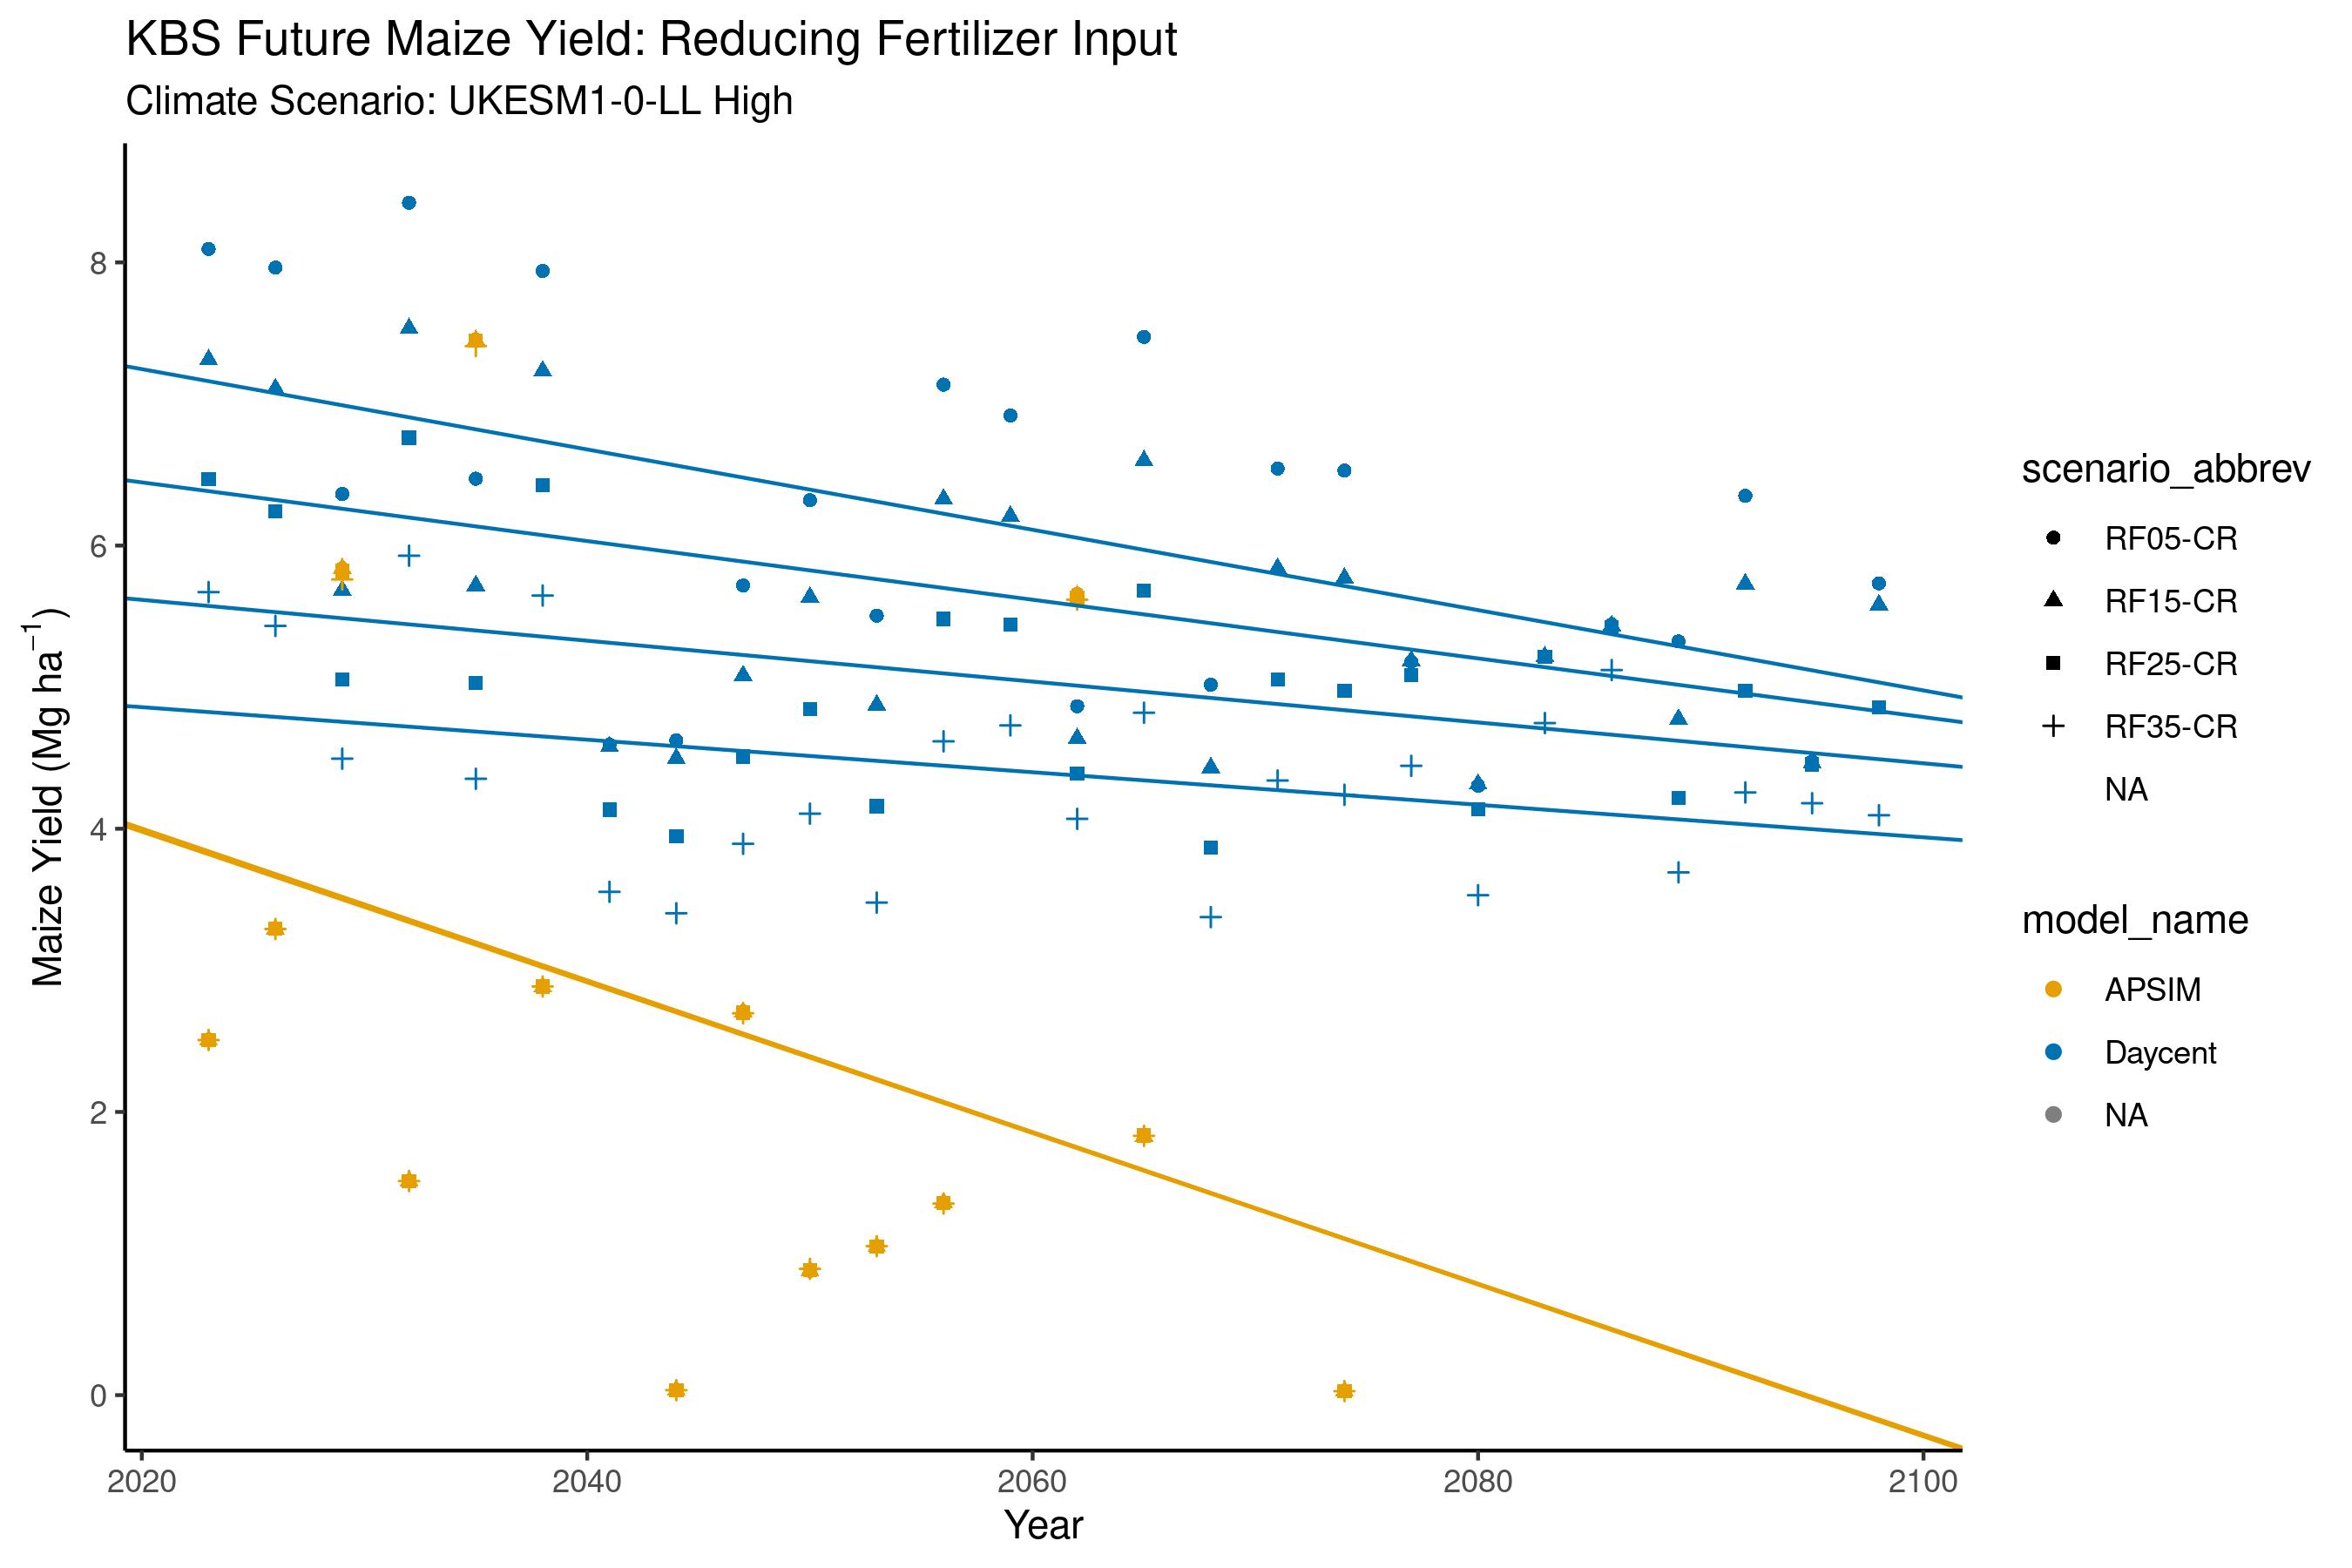 KBS Future Maize Yield: Reducing Fertilizer Input
Climate Scenario: UKESM1-0-LL High
Maize Yield (Mg ha⁻¹)
8
6
4
2
0
2020
2040
2060
2080
2100
Year
scenario_abbrev
RF05-CR
RF15-CR
RF25-CR
RF35-CR
NA
model_name
APSIM
Daycent
NA